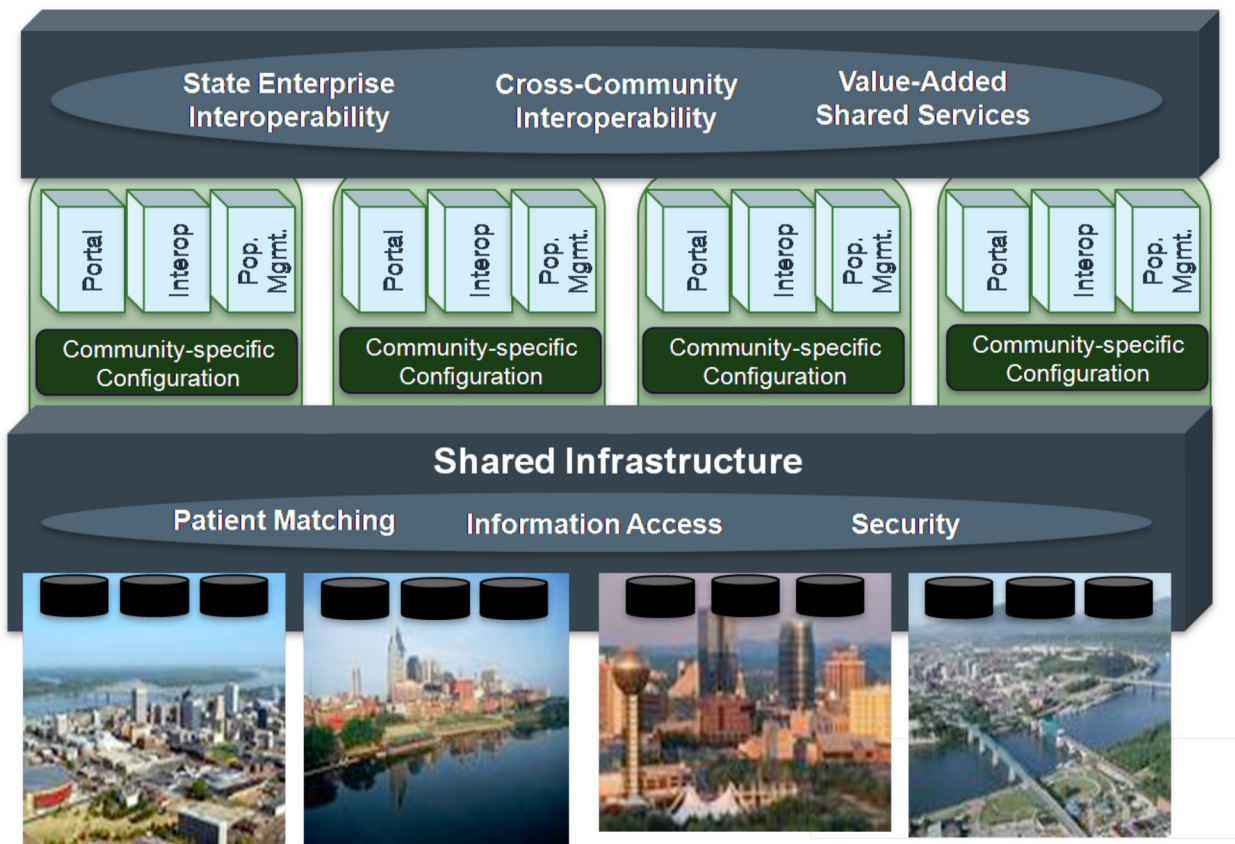 State Enterprise
Interoperability
Cross-Community
Interoperability
Value-Added
Shared Services
Portal
Interop
Pop.
Mgmt.
Portal
Interop
Pop.
Mgmt.
Portal
Interop
Pop.
Mgmt.
Portal
Interop
Pop.
Mgmt.
Community-specific
Configuration
Community-specific
Configuration
Community-specific
Configuration
Community-specific
Configuration
Shared Infrastructure
Patient Matching
Information Access
Security